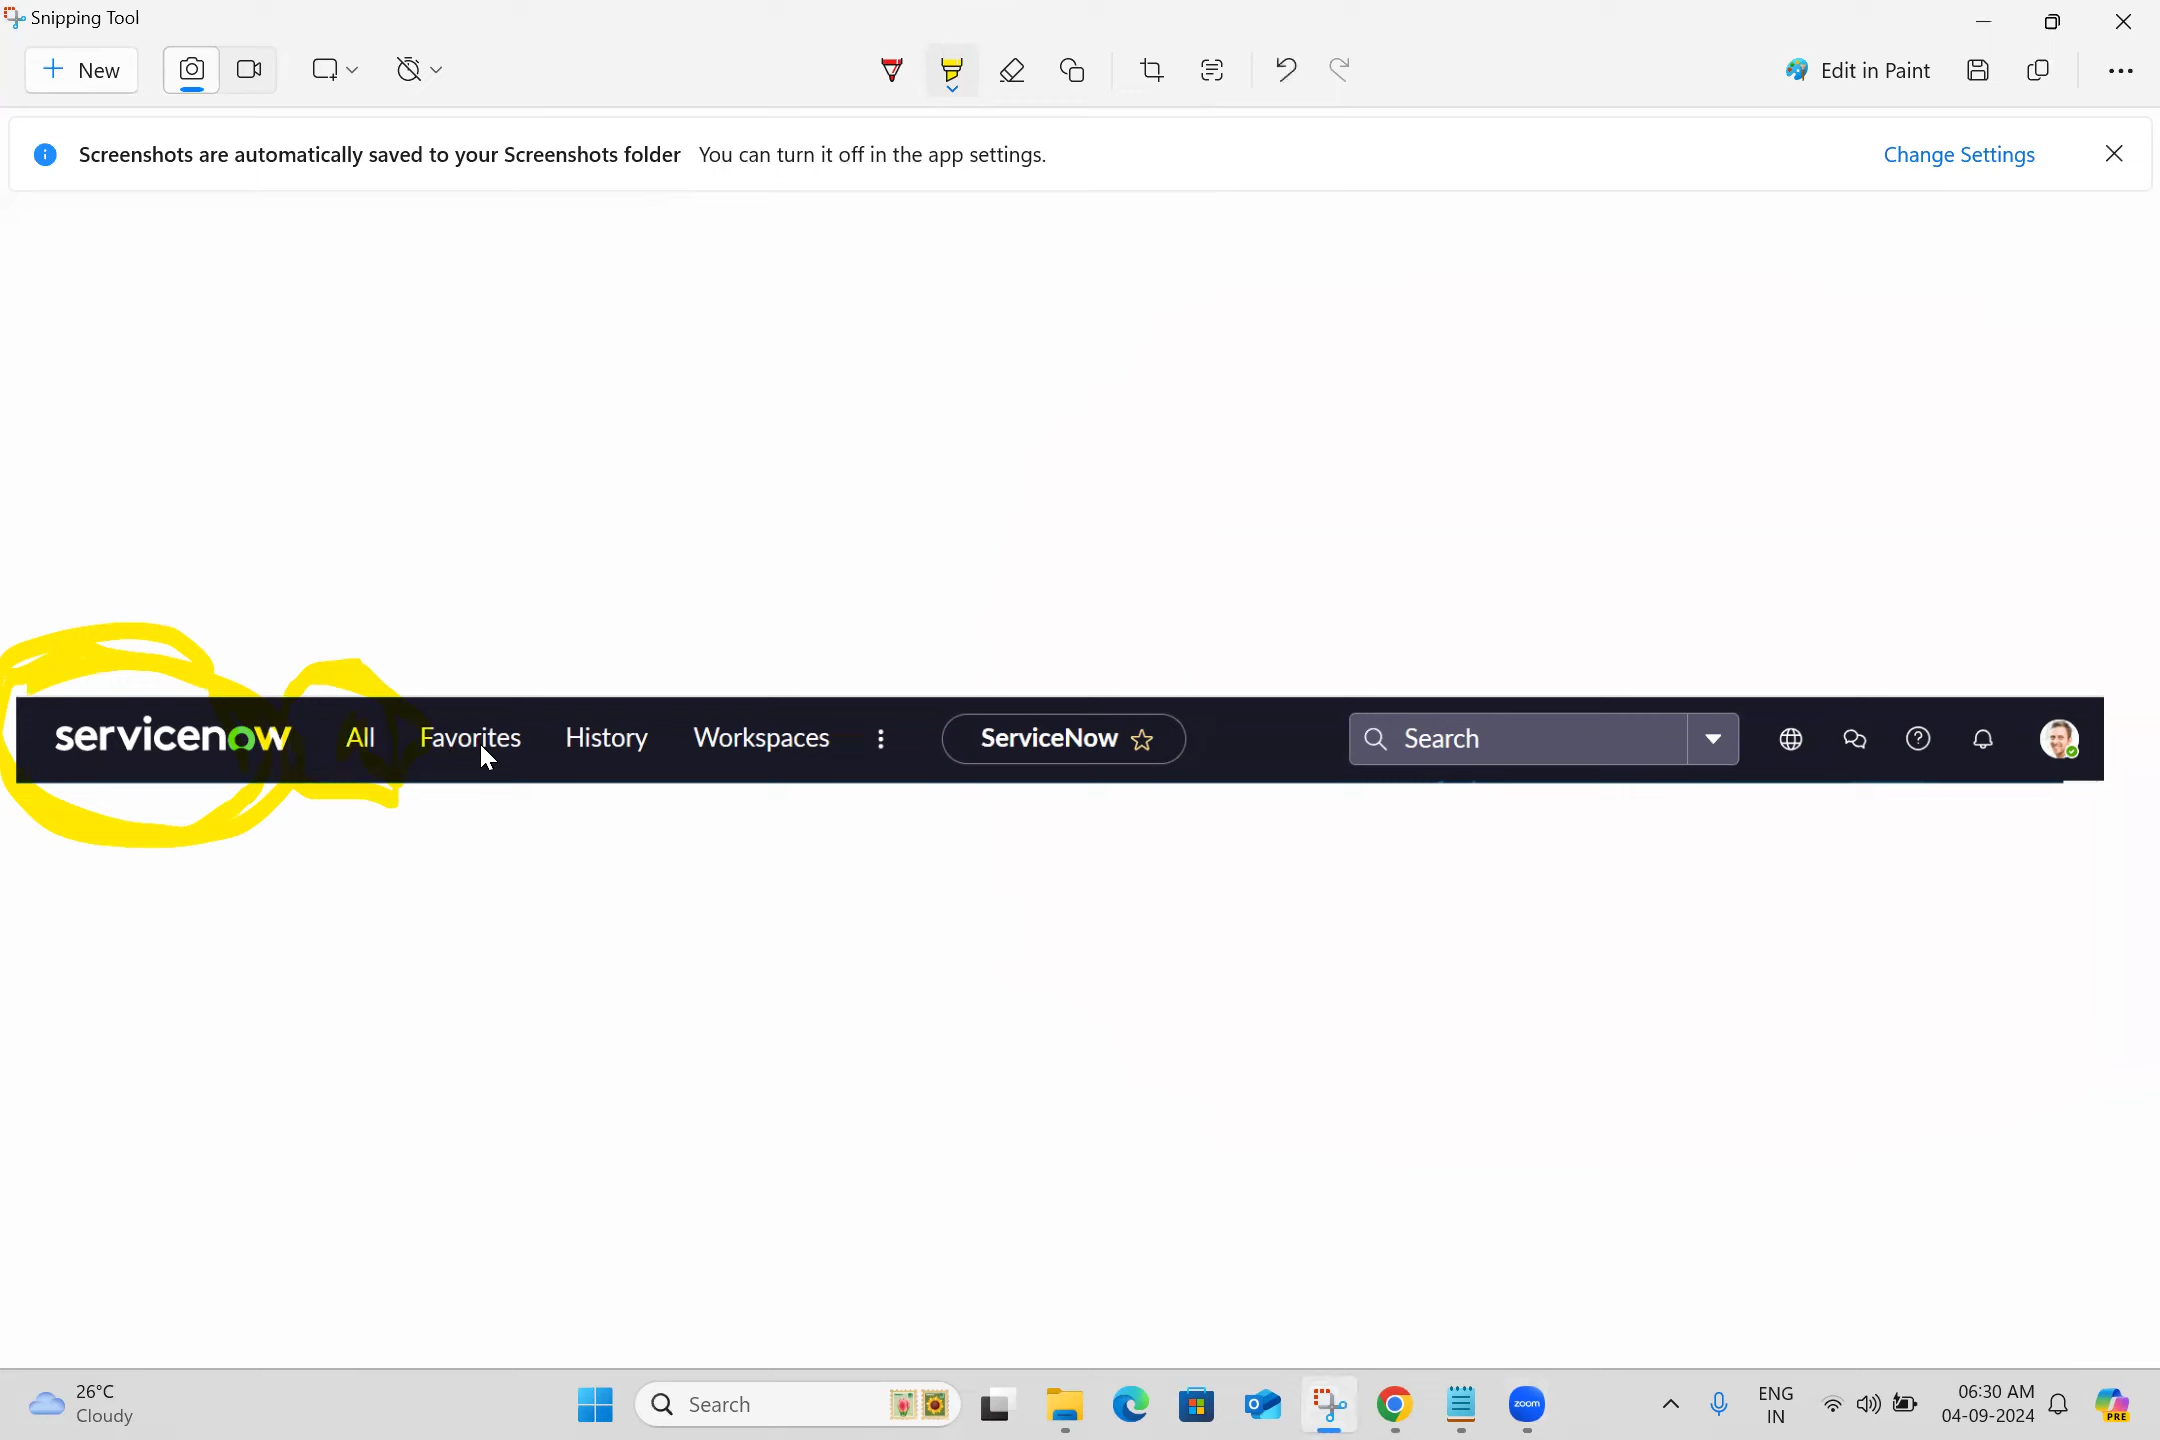 Snipping Tool
New
Edit in Paint
Screenshots are automatically saved to your Screenshots folder You can turn it off in the app settings.
Change Settings
servicenow All Favorites History Workspaces ServiceNow Search
26°C
Cloudy
Search
zoom
ENG
IN
06:30 AM
04-09-2024
PRE